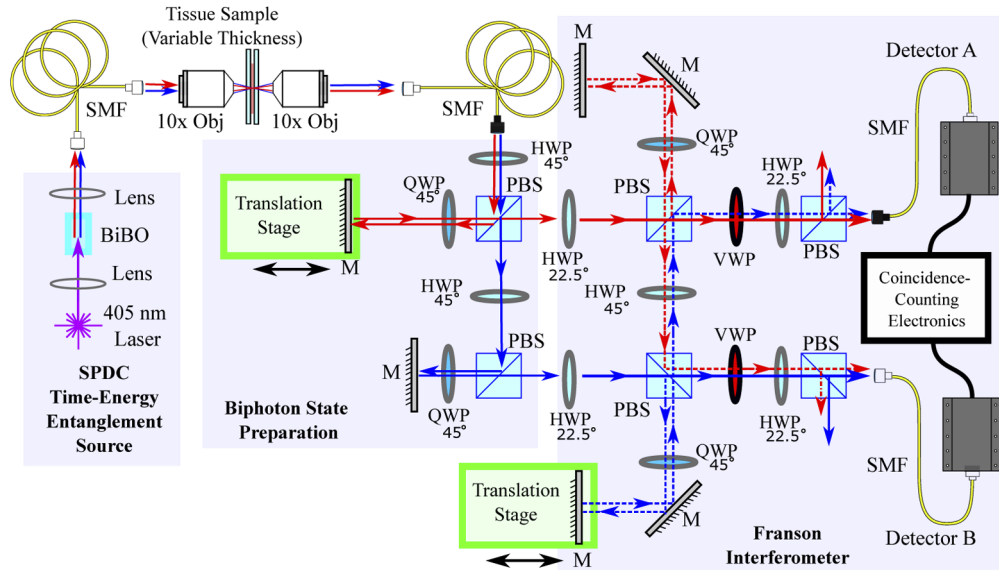 Tissue Sample
(Variable Thickness)
SMF
10x Obj
10x Obj
SMF
M
M
Detector A
SMF
Lens
BiBO
Lens
405 nm
Laser
SPDC
Time-Energy
Entanglement
Source
HWP
45°
QWP
45°
PBS
Translation
Stage
M
HWP
22.5°
HWP
45°
PBS
M
QWP
45°
HWP
22.5°
Biphoton State
Preparation
QWP
45°
PBS
HWP
22.5°
VWP
PBS
HWP
45°
VWP
PBS
PBS
HWP
22.5°
QWP
45°
Translation
Stage
M
M
Coincidence-
Counting
Electronics
SMF
Detector B
Franson
Interferometer